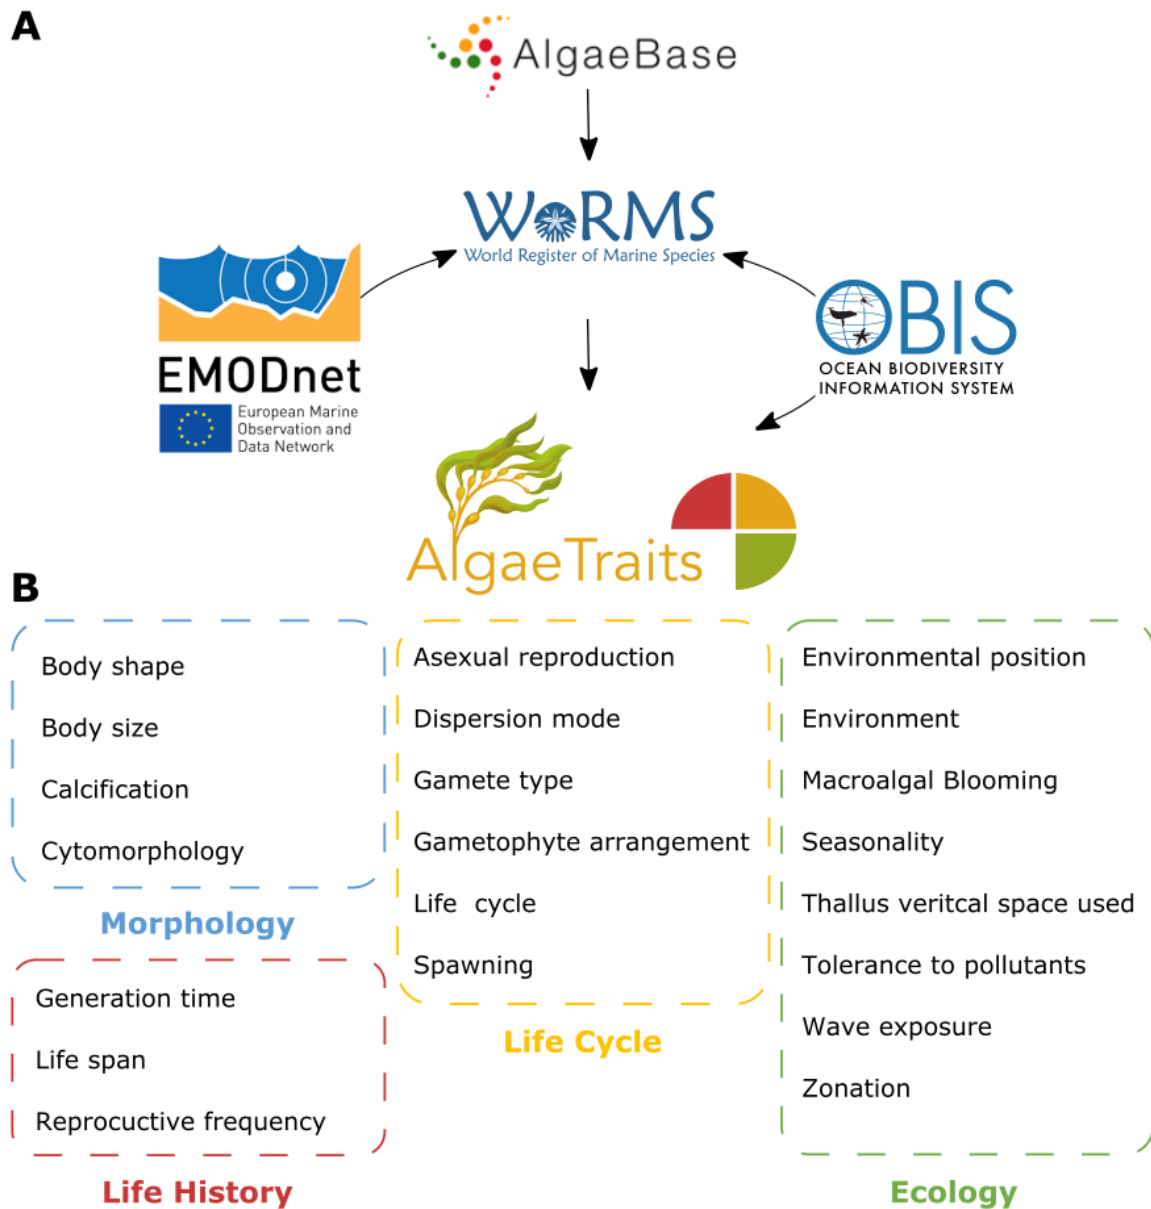 A
AlgaeBase
WoRMS
World Register of Marine Species
EMODnet
European Marine
Observation and
Data Network
OBIS
OCEAN BIODIVERSITY
INFORMATION SYSTEM
AlgaeTraits
B
Body shape
Body size
Calcification
Cytomorphology
Morphology
Generation time
Life span
Reprocuctive frequency
Life History
Asexual reproduction
Dispersion mode
Gamete type
Gametophyte arrangement
Life cycle
Spawning
Life Cycle
Environmental position
Environment
Macroalgal Blooming
Seasonality
Thallus veritcal space used
Tolerance to pollutants
Wave exposure
Zonation
Ecology